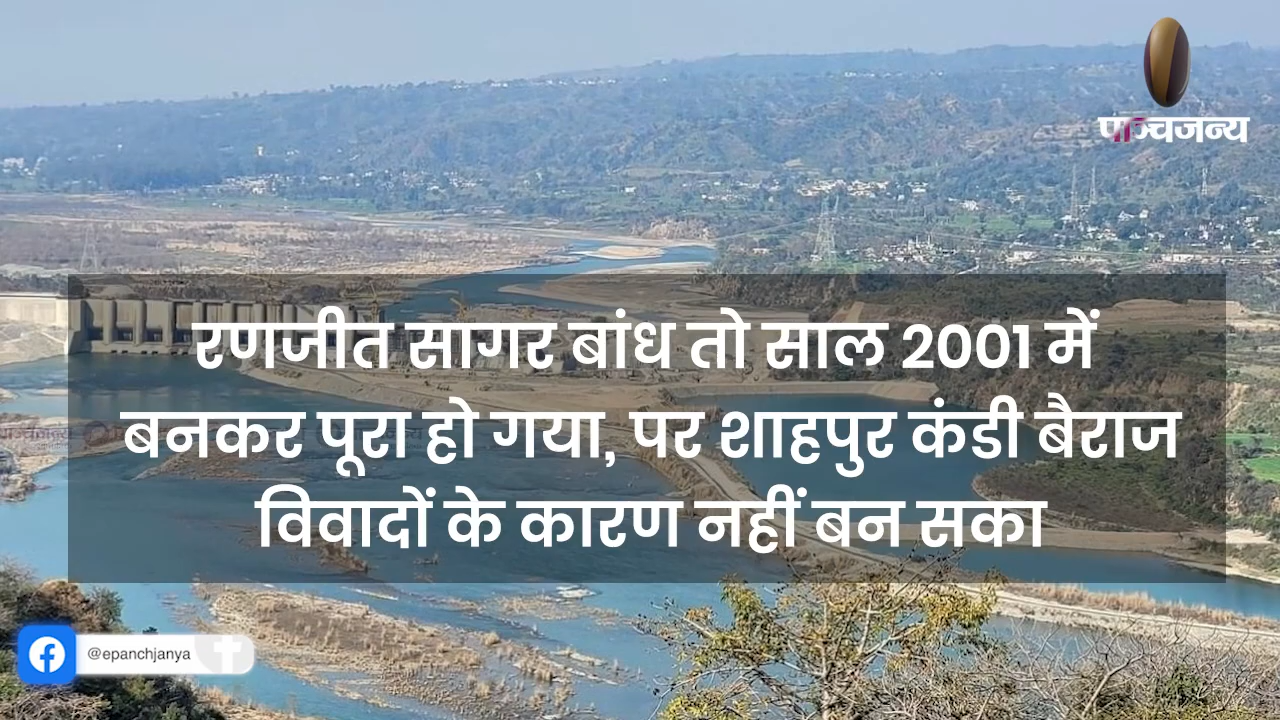 पाञ्चजन्य
रणजीत सागर बांध तो साल 2001 में
बनकर पूरा हो गया, पर शाहपुर कंडी बैराज
विवादों के कारण नहीं बन सका
@epanchjanya